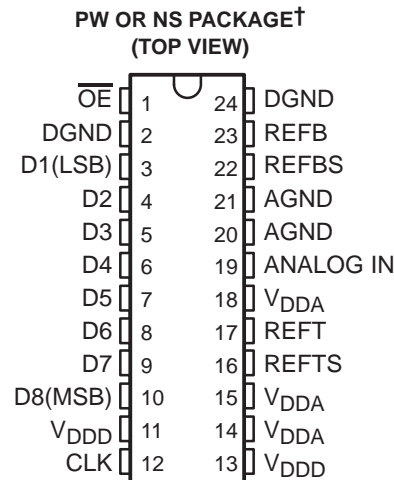 PW OR NS PACKAGE†
(TOP VIEW)
OE 1 24 DGND
DGND 2 23 REFB
D1(LSB) 3 22 REFBS
D2 4 21 AGND
D3 5 20 AGND
D4 6 19 ANALOG IN
D5 7 18 VDDA
D6 8 17 REFT
D7 9 16 REFTS
D8(MSB) 10 15 VDDA
VDDD 11 14 VDDA
CLK 12 13 VDDD